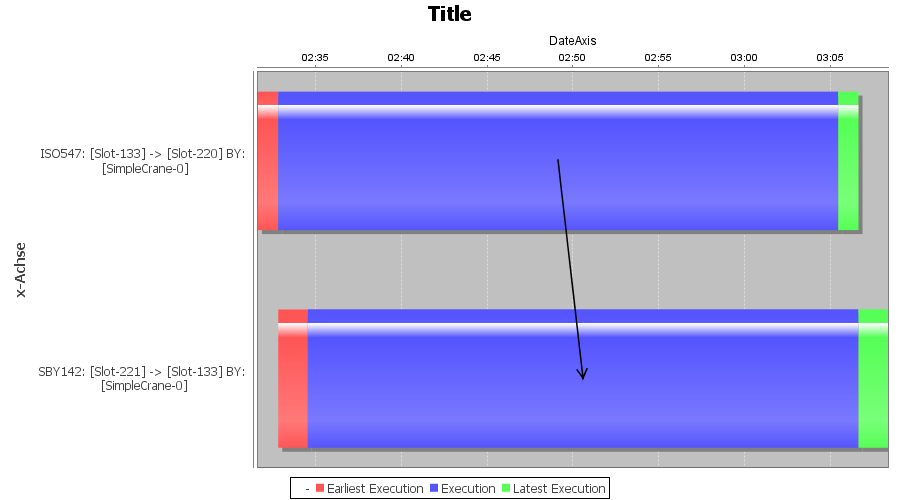 Title
DateAxis
02:35 02:40 02:45 02:50 02:55 03:00 03:05
ISO547: [Slot-133] -> [Slot-220] BY:
[SimpleCrane-0]
x-Achse
SBY142: [Slot-221] -> [Slot-133] BY:
[SimpleCrane-0]
- Earliest Execution Execution Latest Execution